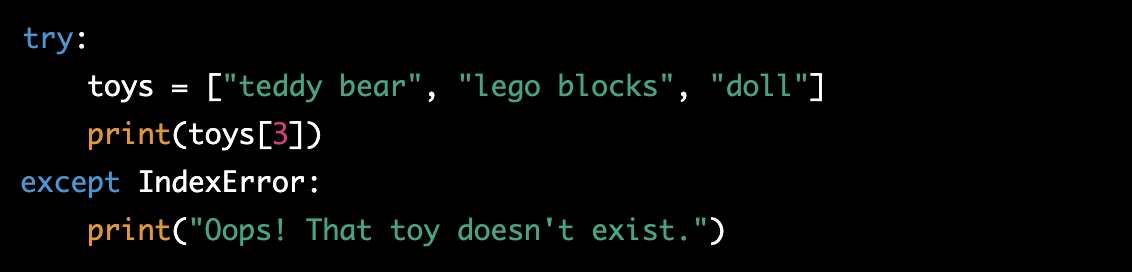 try:
    toys = ["teddy bear", "lego blocks", "doll"]
    print(toys[3])
except IndexError:
    print("Oops! That toy doesn't exist.")